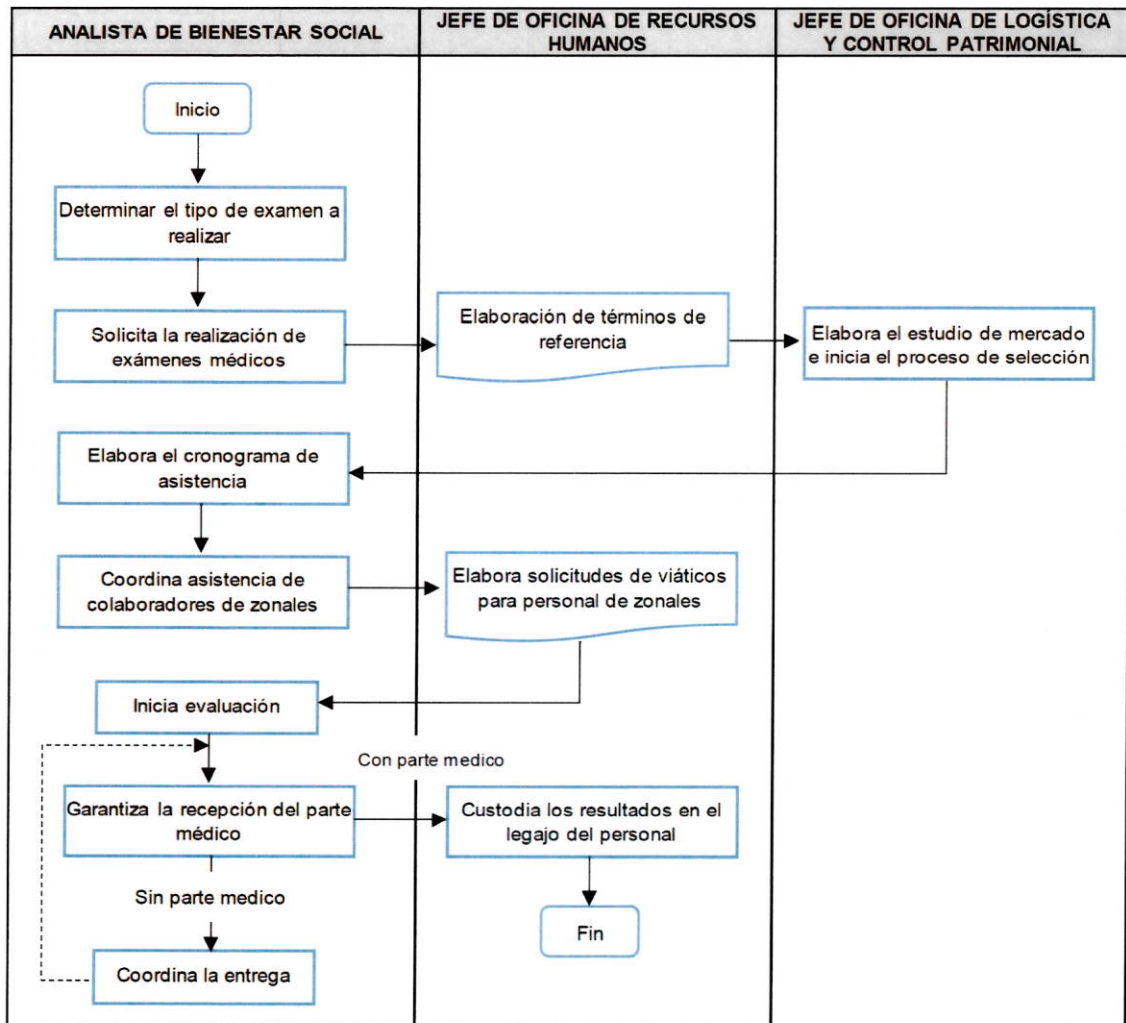 ANALISTA DE BIENESTAR SOCIAL
JEFE DE OFICINA DE RECURSOS
HUMANOS
JEFE DE OFICINA DE LOGÍSTICA
Y CONTROL PATRIMONIAL
Inicio
Determinar el tipo de examen a
realizar
Solicita la realización de
exámenes médicos
Elaboración de términos de
referencia
Elabora el estudio de mercado
e inicia el proceso de selección
Elabora el cronograma de
asistencia
Coordina asistencia de
colaboradores de zonales
Elabora solicitudes de viáticos
para personal de zonales
Inicia evaluación
Con parte medico
Garantiza la recepción del parte
médico
Custodia los resultados en el
legajo del personal
Sin parte medico
Fin
Coordina la entrega